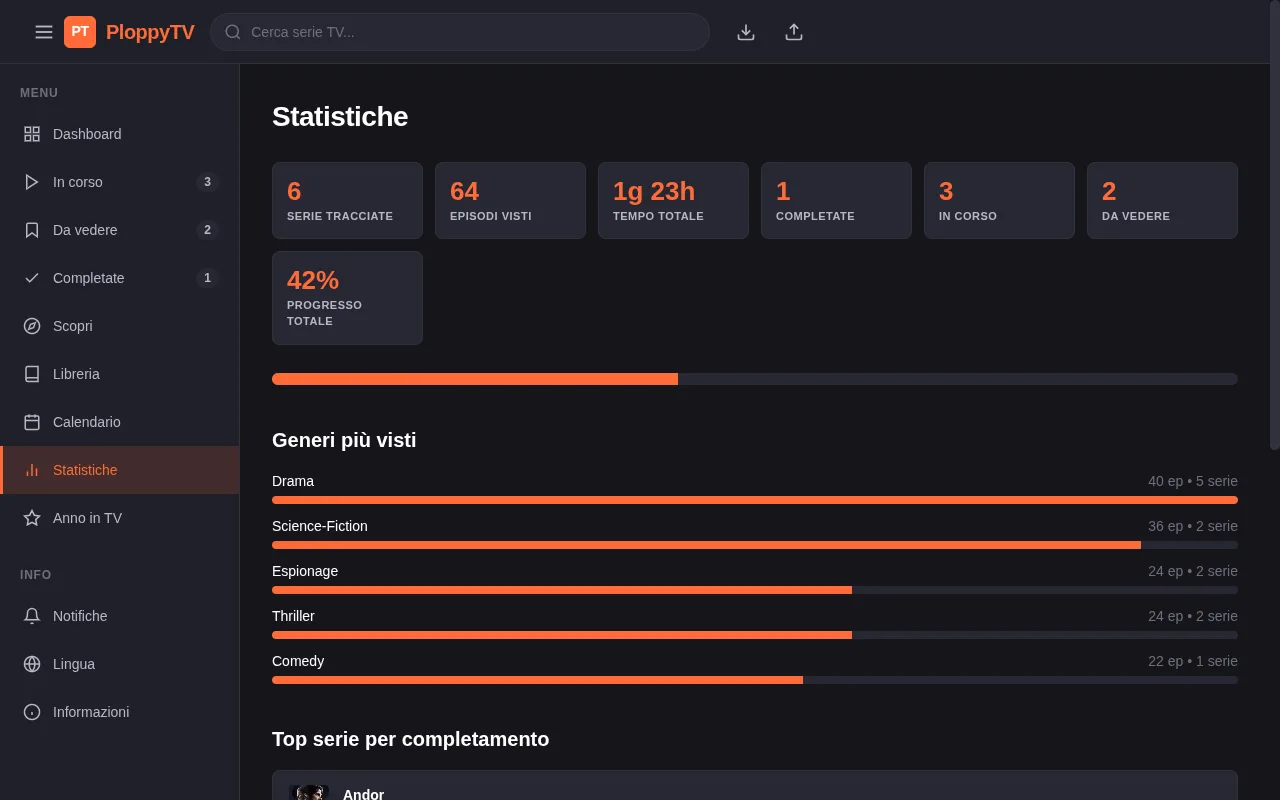 PT PloppyTV
Cerca serie TV...
MENU
Dashboard
In corso 3
Da vedere 2
Completate 1
Scopri
Libreria
Calendario
Statistiche
Anno in TV
INFO
Notifiche
Lingua
Informazioni
Statistiche
6
SERIE TRACCIATE
64
EPISODI VISTI
1g 23h
TEMPO TOTALE
1
COMPLETATE
3
IN CORSO
2
DA VEDERE
42%
PROGRESSO
TOTALE
Generi più visti
Drama 40 ep • 5 serie
Science-Fiction 36 ep • 2 serie
Espionage 24 ep • 2 serie
Thriller 24 ep • 2 serie
Comedy 22 ep • 1 serie
Top serie per completamento
Andor